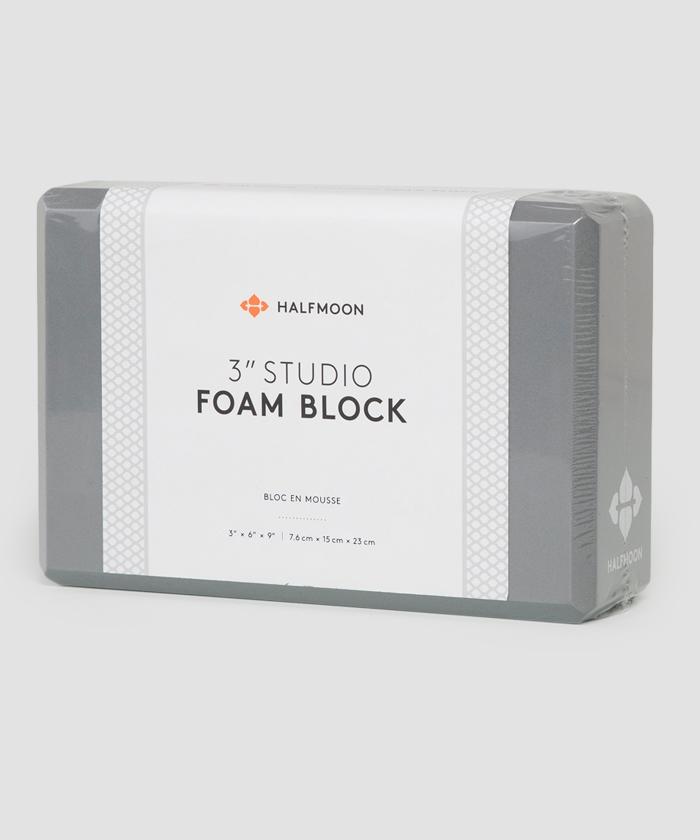 HALFMOON
3" STUDIO
FOAM BLOCK
BLOC EN MOUSSE
3" × 6" × 9" | 7.6 cm × 15 cm × 23 cm
HALFMOON